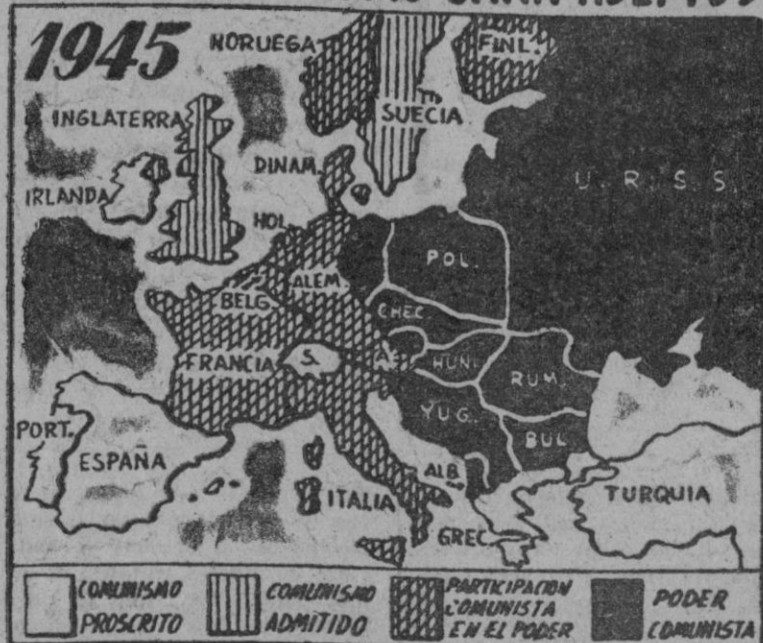 1945
NORUEGA
FINL.
INGLATERRA
SUECIA
IRLANDA
DINAM.
U. R. S. S.
HOL.
POL.
ALEM.
BELG.
CHEC
FRANCIA
S.
HUN.
RUM.
YUG.
BUL
PORT.
ESPAÑA
ALB.
ITALIA
TURQUIA
GREC.
COMUNISMO
PROSCRITO
COMUNISMO
ADMITIDO
PARTICIPACION
COMUNISTA
EN EL PODER
PODER
COMUNISTA